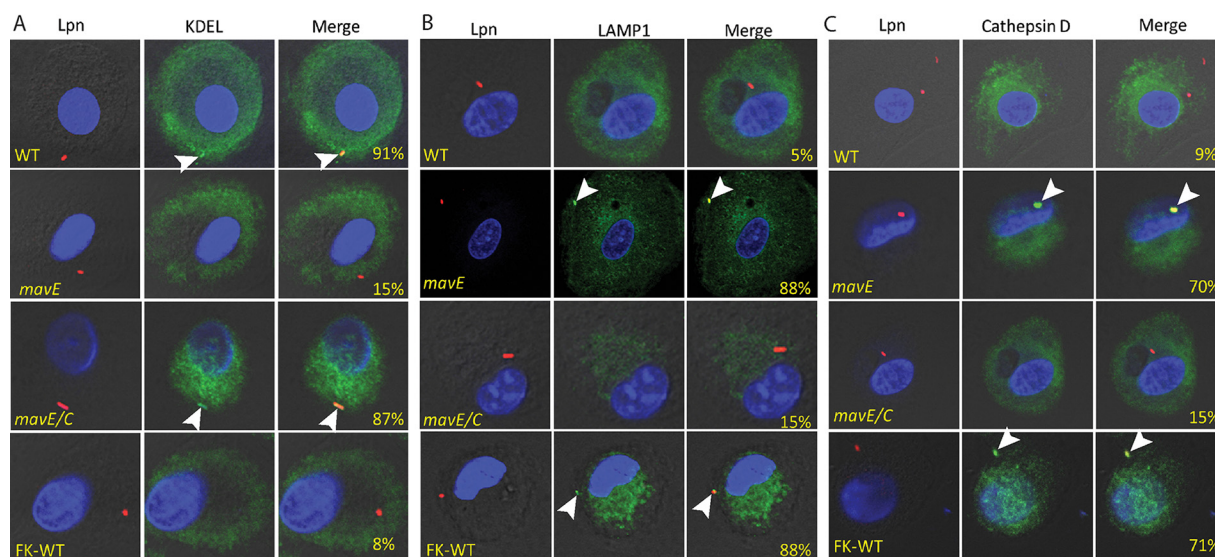 A
Lpn KDEL Merge
WT 91%
mavE 15%
mavE/C 87%
FK-WT 8%
B
Lpn LAMP1 Merge
WT 5%
mavE 88%
mavE/C 15%
FK-WT 88%
C
Lpn Cathepsin D Merge
WT 9%
mavE 70%
mavE/C 15%
FK-WT 71%